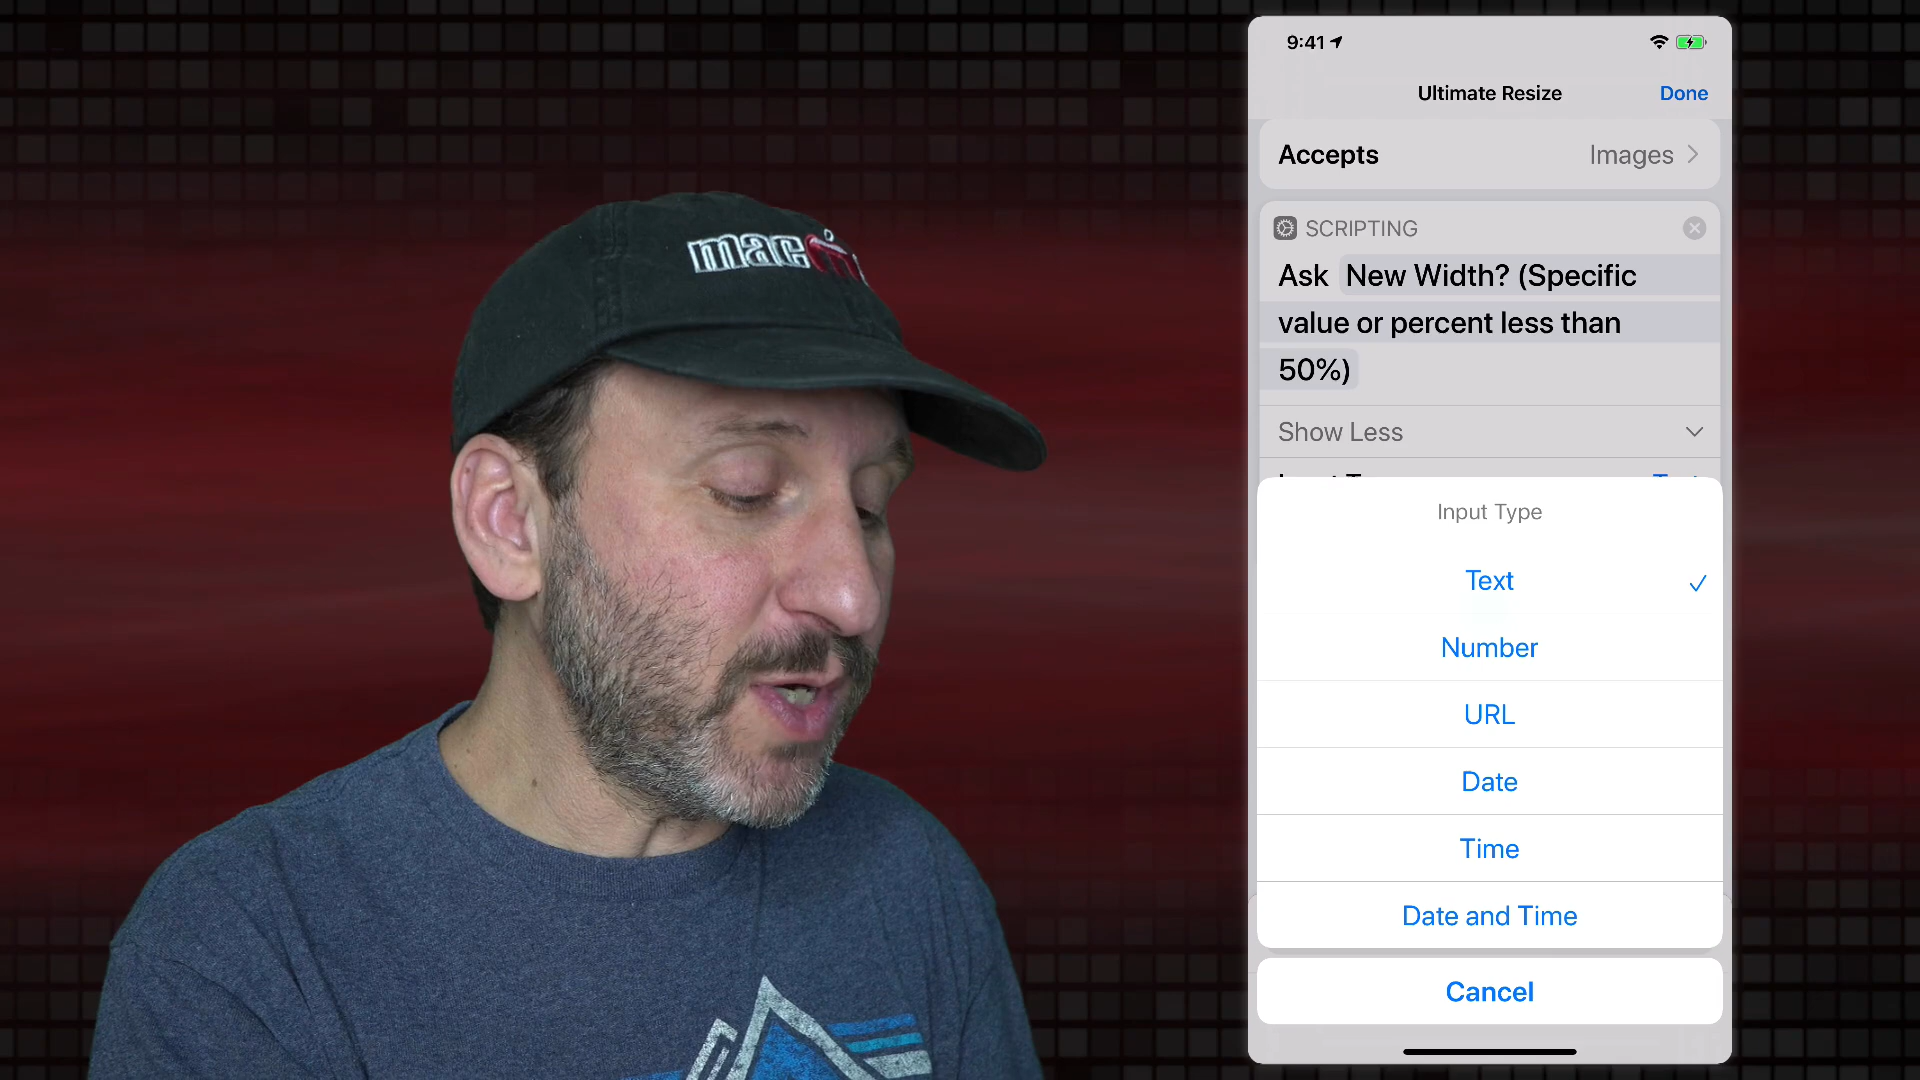 mac
9:41
Ultimate Resize
Done
Accepts
Images
SCRIPTING
Ask New Width? (Specific
value or percent less than
50%)
Show Less
Input Type
Text
Number
URL
Date
Time
Date and Time
Cancel